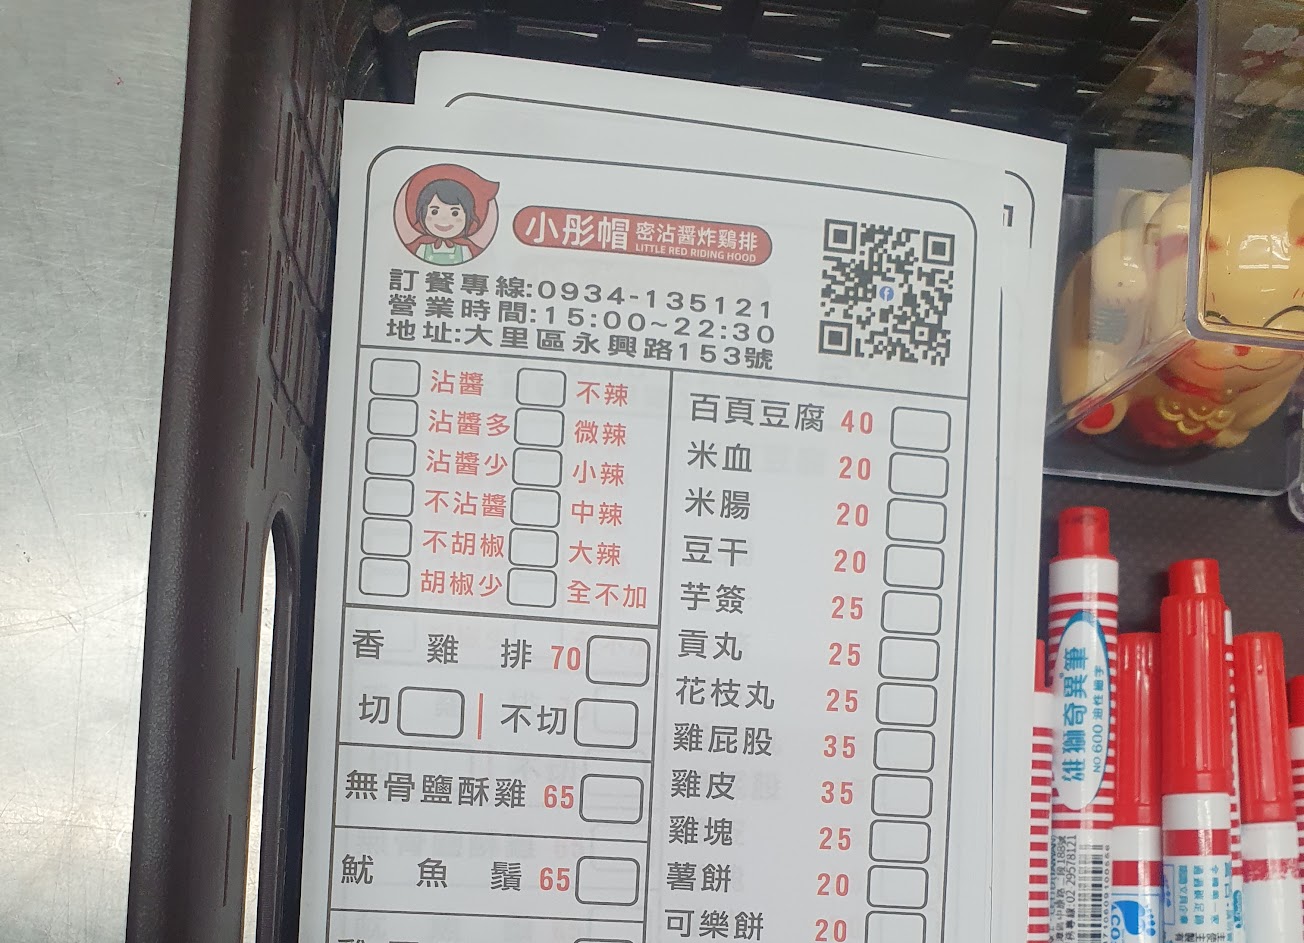 小彤帽 密沾醬炸鷄排
LITTLE RED RIDING HOOD
訂餐專線:0934-135121
營業時間:15:00~22:30
地址:大里區永興路153號
沾醬 不辣
沾醬多 微辣
沾醬少 小辣
不沾醬 中辣
不胡椒 大辣
胡椒少 全不加
香雞排 70
切 | 不切
無骨鹽酥雞 65
魷魚鬚 65
百頁豆腐 40
米血 20
米腸 20
豆干 20
芋簽 25
貢丸 25
花枝丸 25
雞屁股 35
雞皮 35
雞塊 25
薯餅 20
可樂餅 20
雄獅奇異筆
NO.600 油性細字